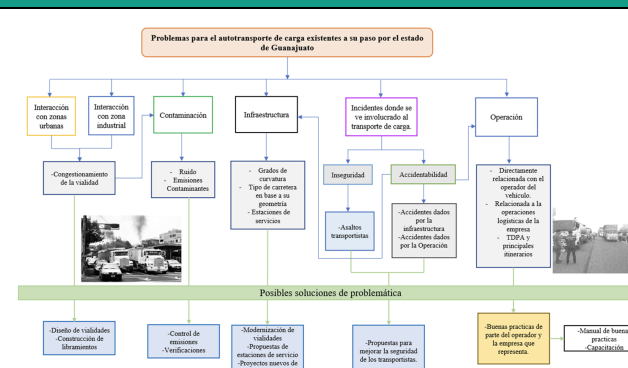 Problemas para el autotransporte de carga existentes a su paso por el estado
de Guanajuato
Interacción
con zonas
urbanas
Interacción
con zona
industrial
Contaminación
Infraestructura
Incidentes donde se
ve involucrado al
transporte de carga.
Operación
-Congestionamiento
de la vialidad
- Ruido
- Emisiones
Contaminantes
- Grados de
curvatura
- Tipo de carretera
en base a su
geometría
- Estaciones de
servicios
Inseguridad
Accidentabilidad
-Asaltos
transportistas
-Accidentes dados
por la
infraestructura
-Accidentes dados
por la Operación
- Directamente
relacionada con el
operador del
vehículo.
- Relacionada a la
operaciones
logísticas de la
empresa
- TDPA y
principales
itinerarios
Posibles soluciones de problemática
-Diseño de vialidades
-Construcción de
libramientos
-Control de
emisiones
-Verificaciones
-Modernización de
vialidades
-Propuestas de
estaciones de servicio
-Proyectos nuevos de
-Propuestas para
mejorar la seguridad
de los transportistas.
-Buenas practicas de
parte del operador y
la empresa que
representa.
-Manual de buena
practicas
-Capacitación